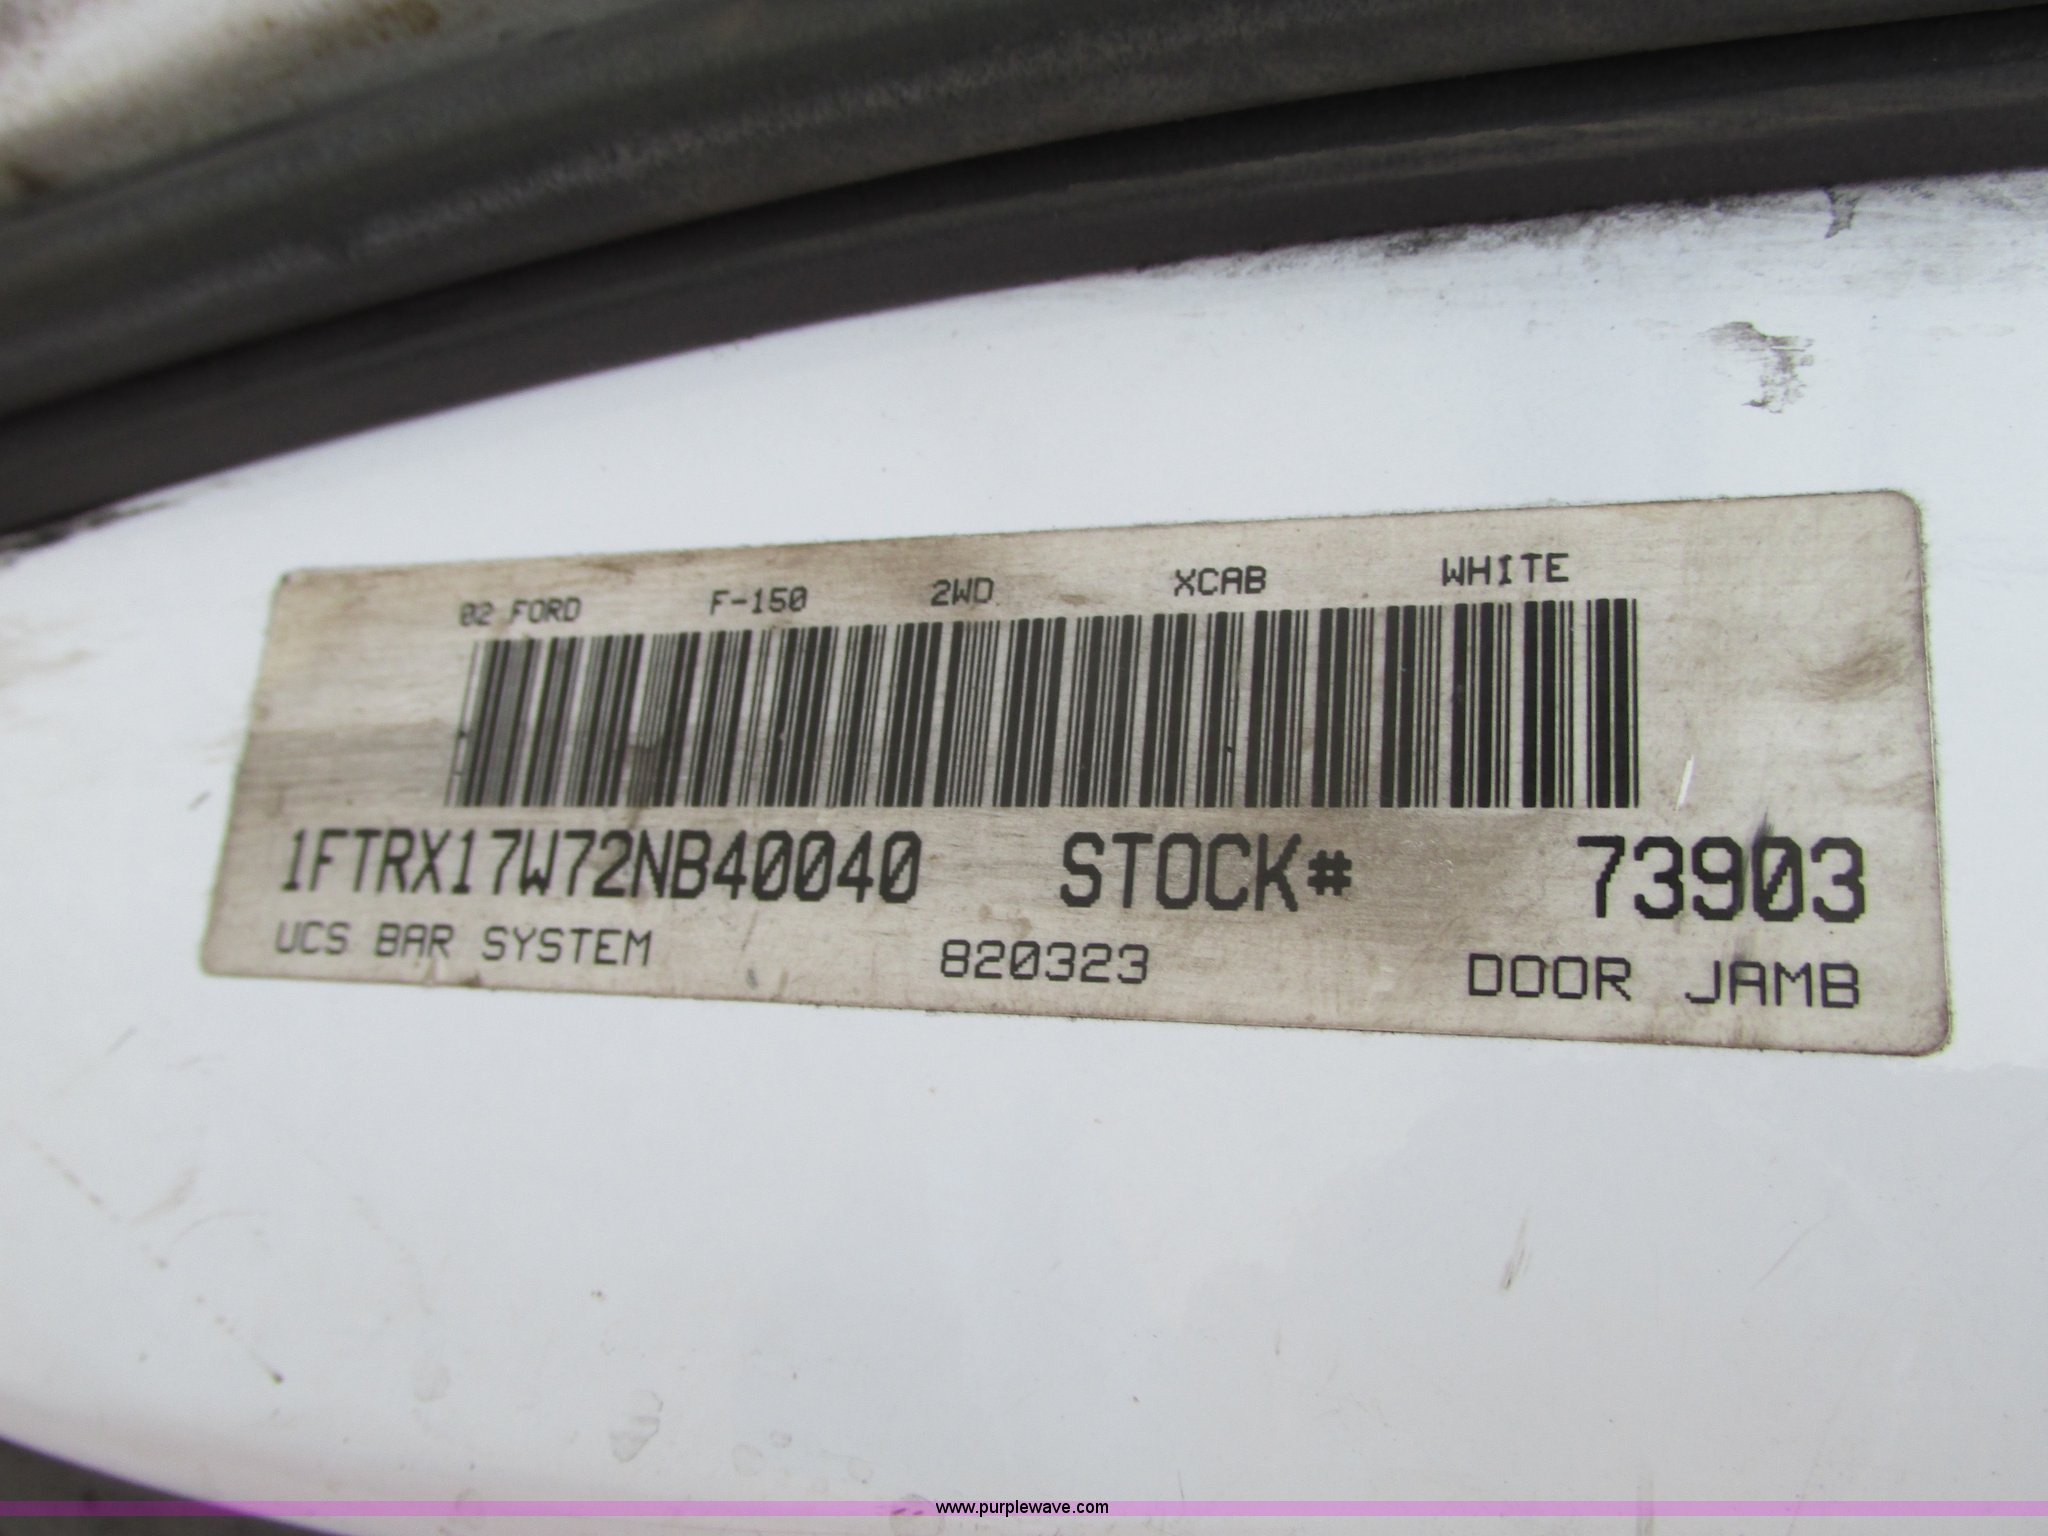 02 FORD F-150 2WD XCAB WHITE
1FTRX17W72NB40040 STOCK# 73903
UCS BAR SYSTEM 820323 DOOR JAMB
www.purplewave.com